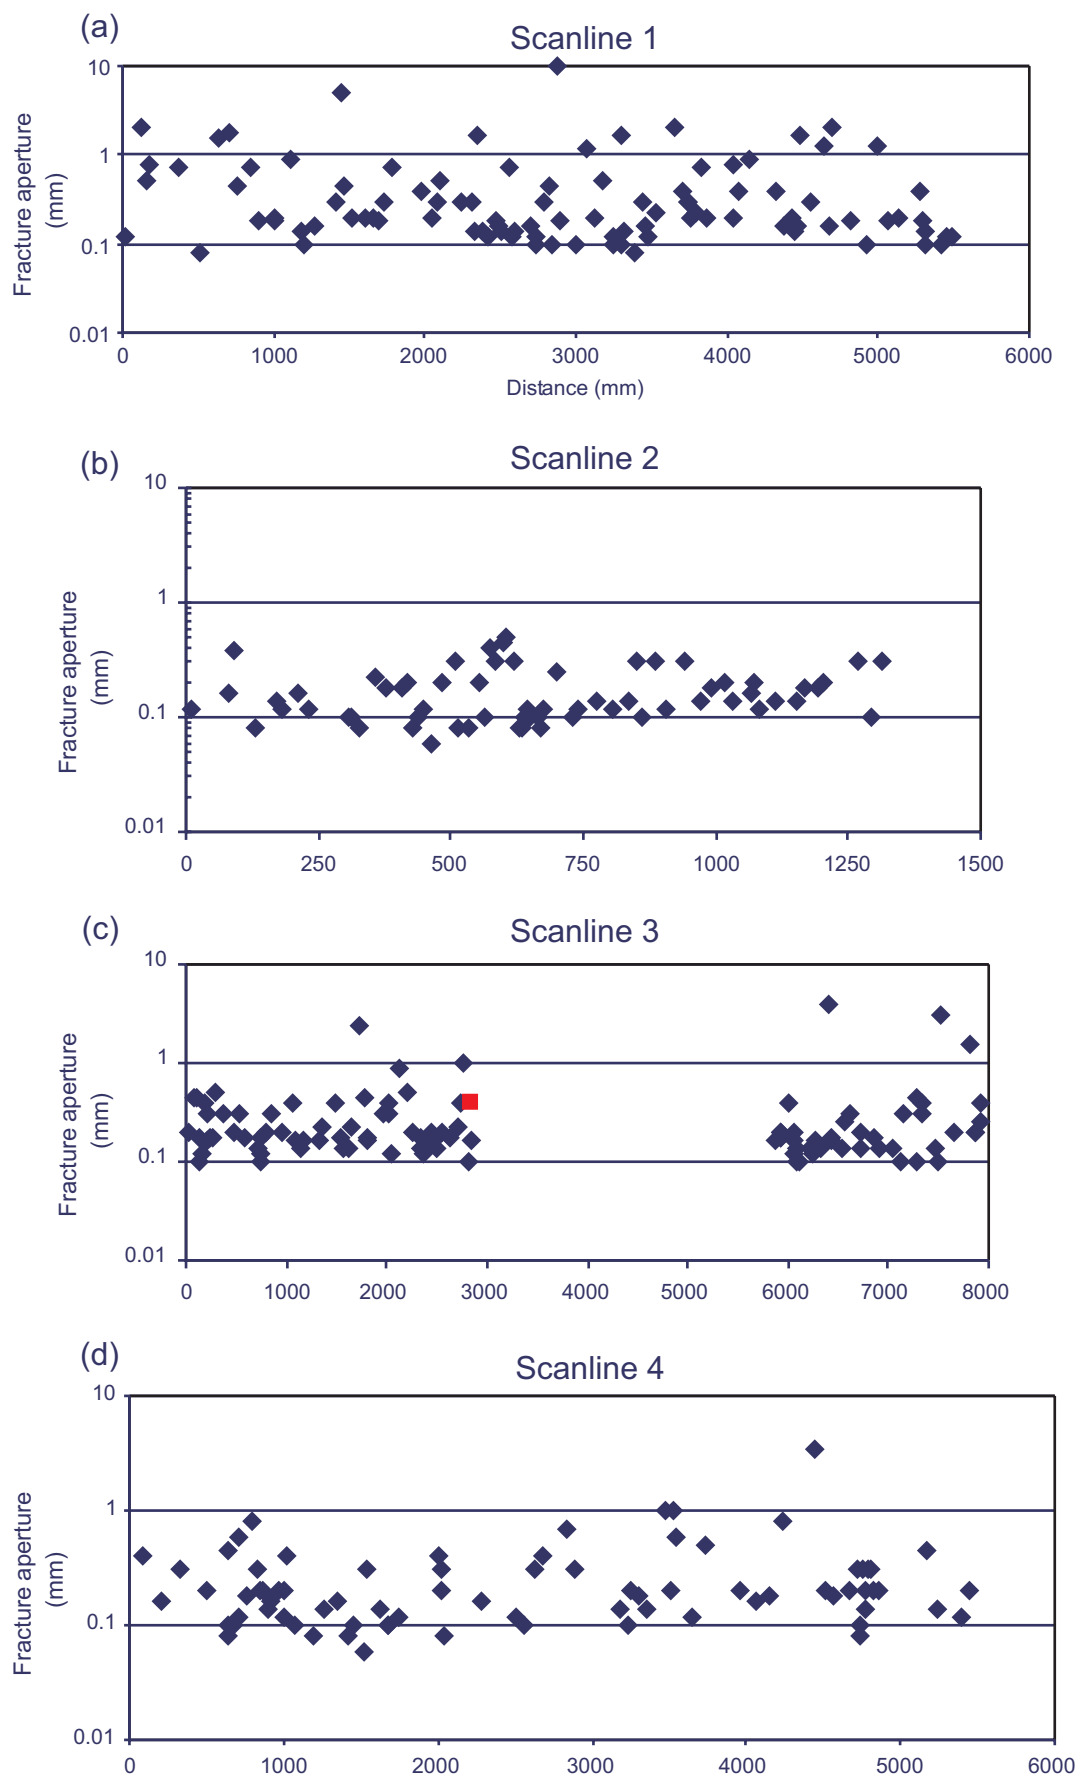 (a)
Scanline 1
Fracture aperture
(mm)
10
1
0.1
0.01
0 1000 2000 3000 4000 5000 6000
Distance (mm)
(b)
Scanline 2
Fracture aperture
(mm)
10
1
0.1
0.01
0 250 500 750 1000 1250 1500
(c)
Scanline 3
Fracture aperture
(mm)
10
1
0.1
0.01
0 1000 2000 3000 4000 5000 6000 7000 8000
(d)
Scanline 4
Fracture aperture
(mm)
10
1
0.1
0.01
0 1000 2000 3000 4000 5000 6000